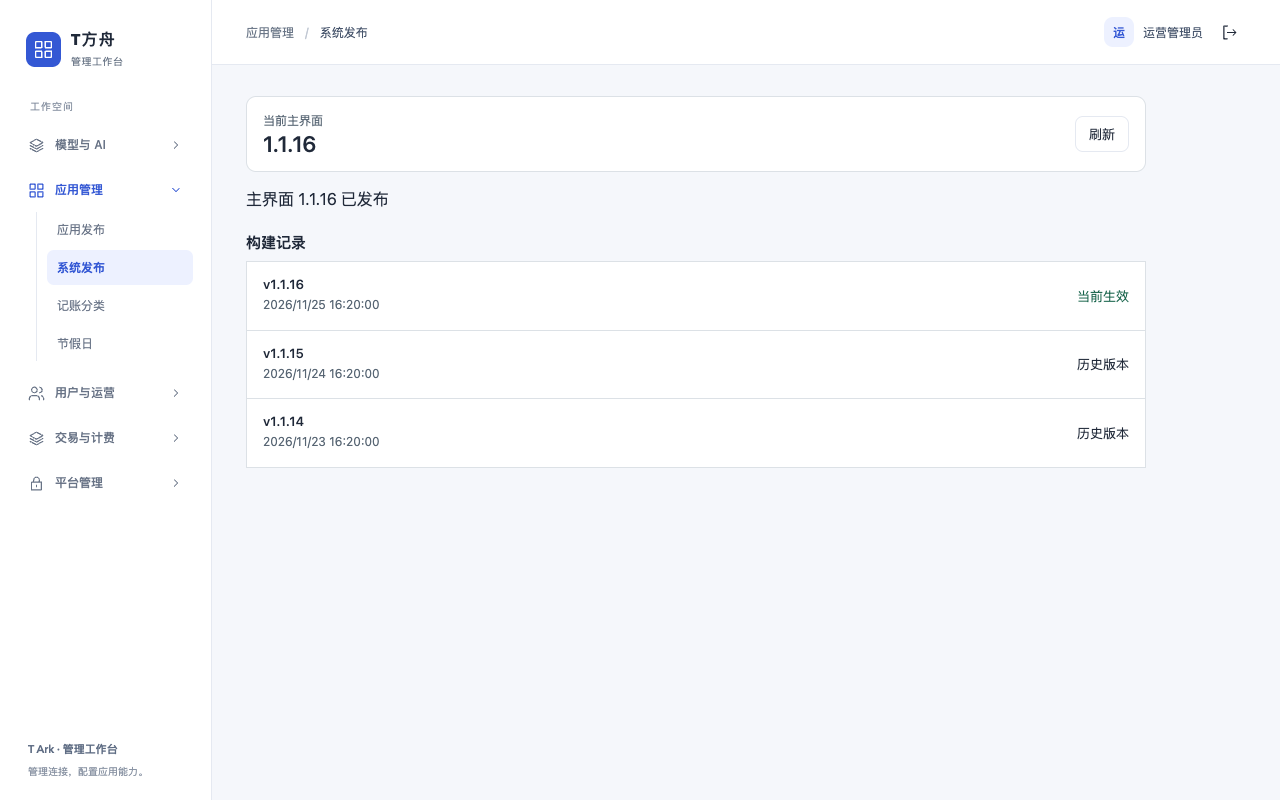 T方舟
管理工作台
工作空间
模型与 AI
应用管理
应用发布
系统发布
记账分类
节假日
用户与运营
交易与计费
平台管理
T Ark · 管理工作台
管理连接，配置应用能力。
应用管理 / 系统发布
运 运营管理员
当前主界面
1.1.16
刷新
主界面 1.1.16 已发布
构建记录
v1.1.16
2026/11/25 16:20:00
当前生效
v1.1.15
2026/11/24 16:20:00
历史版本
v1.1.14
2026/11/23 16:20:00
历史版本